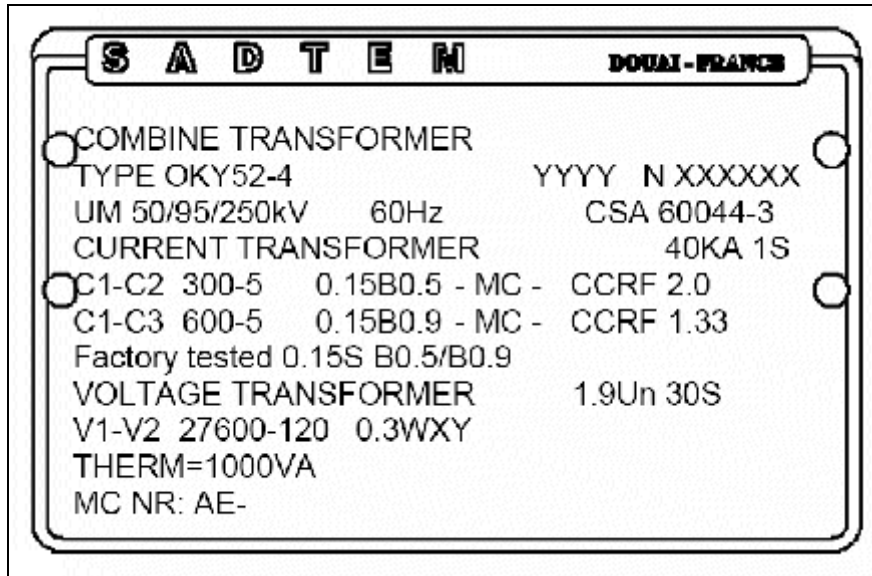 SADTEM DOUAI-FRANCE
COMBINE TRANSFORMER
TYPE OKY52-4 YYYY N XXXXXX
UM 50/95/250kV 60Hz CSA 60044-3
CURRENT TRANSFORMER 40KA 1S
C1-C2 300-5 0.15B0.5 - MC - CCRF 2.0
C1-C3 600-5 0.15B0.9 - MC - CCRF 1.33
Factory tested 0.15S B0.5/B0.9
VOLTAGE TRANSFORMER 1.9Un 30S
V1-V2 27600-120 0.3WXY
THERM=1000VA
MC NR: AE-